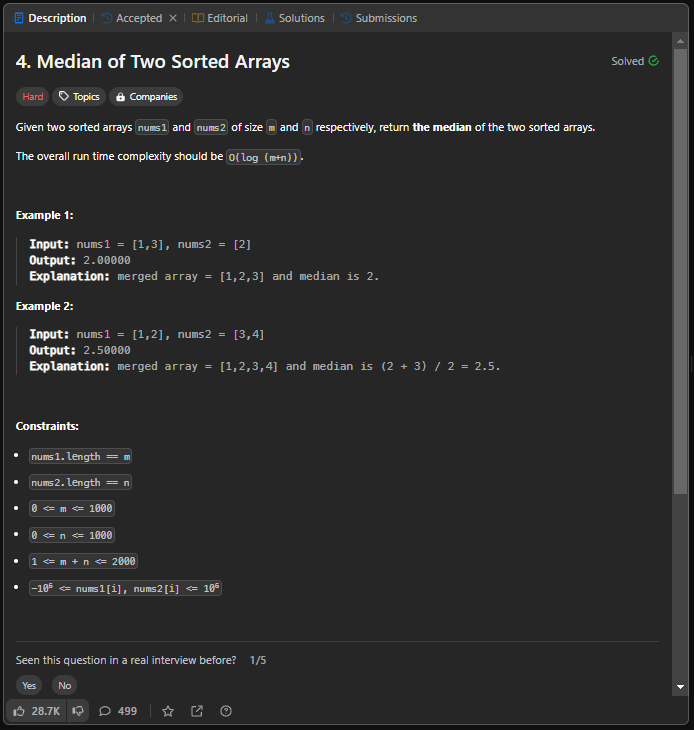 Description Accepted × Editorial Solutions Submissions
4. Median of Two Sorted Arrays Solved
Hard Topics Companies
Given two sorted arrays nums1 and nums2 of size m and n respectively, return the median of the two sorted arrays.
The overall run time complexity should be O(log (m+n)).
Example 1:
Input: nums1 = [1,3], nums2 = [2]
Output: 2.00000
Explanation: merged array = [1,2,3] and median is 2.
Example 2:
Input: nums1 = [1,2], nums2 = [3,4]
Output: 2.50000
Explanation: merged array = [1,2,3,4] and median is (2 + 3) / 2 = 2.5.
Constraints:
• nums1.length == m
• nums2.length == n
• 0 <= m <= 1000
• 0 <= n <= 1000
• 1 <= m + n <= 2000
• -10⁶ <= nums1[i], nums2[i] <= 10⁶
Seen this question in a real interview before? 1/5
Yes No
28.7K 499